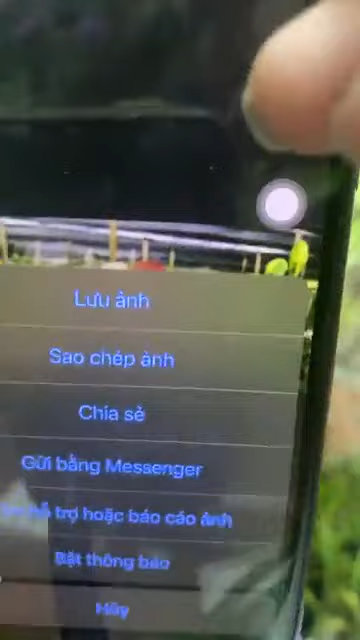 Lưu ảnh
Sao chép ảnh
Chia sẻ
Gửi bằng Messenger
hỗ trợ hoặc báo cáo ảnh
Bật thông báo
Hủy